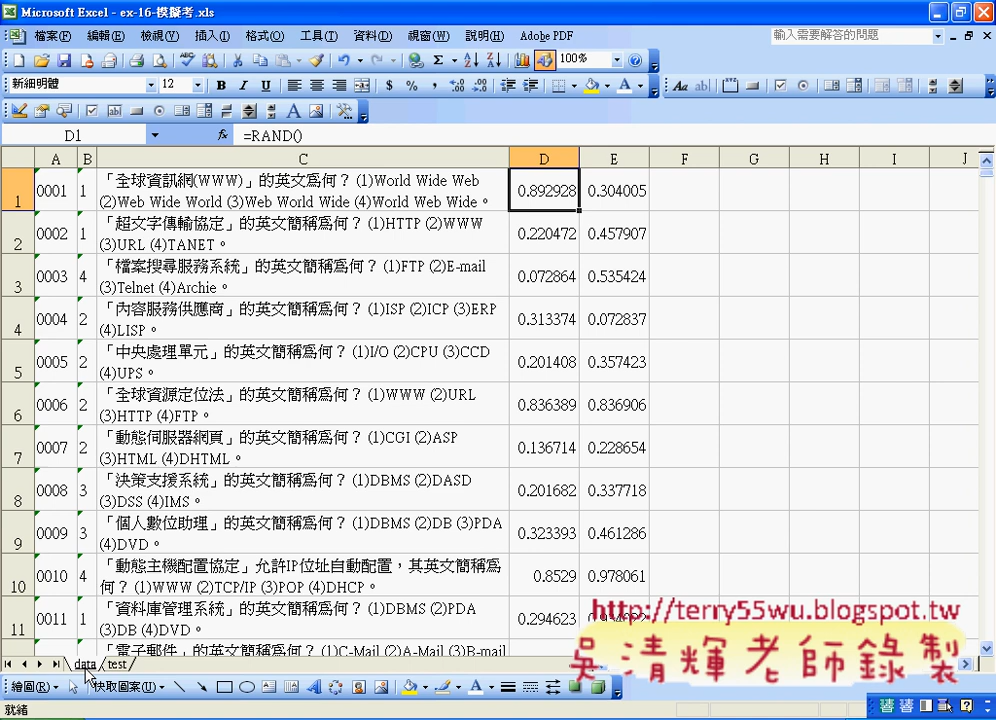 Microsoft Excel - ex-16-模擬考.xls
檔案(F) 編輯(E) 檢視(V) 插入(I) 格式(O) 工具(T) 資料(D) 視窗(W) 說明(H) Adobe PDF 輸入需要解答的問題
100%
新細明體 12 B I U $ % ,
D1 fx =RAND()
A B C D E F G H I J
1 0001 1 「全球資訊網(WWW)」的英文為何？ (1)World Wide Web (2)Web Wide World (3)Web World Wide (4)World Web Wide。 0.892928 0.304005
2 0002 1 「超文字傳輸協定」的英文簡稱為何？ (1)HTTP (2)WWW (3)URL (4)TANET。 0.220472 0.457907
3 0003 4 「檔案搜尋服務系統」的英文簡稱為何？ (1)FTP (2)E-mail (3)Telnet (4)Archie。 0.072864 0.535424
4 0004 2 「內容服務供應商」的英文簡稱為何？ (1)ISP (2)ICP (3)ERP (4)LISP。 0.313374 0.072837
5 0005 2 「中央處理單元」的英文簡稱為何？ (1)I/O (2)CPU (3)CCD (4)UPS。 0.201408 0.357423
6 0006 2 「全球資源定位法」的英文簡稱為何？ (1)WWW (2)URL (3)HTTP (4)FTP。 0.836389 0.836906
7 0007 2 「動態伺服器網頁」的英文簡稱為何？ (1)CGI (2)ASP (3)HTML (4)DHTML。 0.136714 0.228654
8 0008 3 「決策支援系統」的英文簡稱為何？ (1)DBMS (2)DASD (3)DSS (4)IMS。 0.201682 0.337718
9 0009 3 「個人數位助理」的英文簡稱為何？ (1)DBMS (2)DB (3)PDA (4)DVD。 0.323393 0.461286
10 0010 4 「動態主機配置協定」允許IP位址自動配置，其英文簡稱為何？ (1)WWW (2)TCP/IP (3)POP (4)DHCP。 0.8529 0.978061
11 0011 1 「資料庫管理系統」的英文簡稱為何？ (1)DBMS (2)PDA (3)DB (4)DVD。 0.294623
「電子郵件」的英文簡稱為何？ (1)C-Mail (2)A-Mail (3)B-mail
http://terry55wu.blogspot.tw
吳清輝老師錄製
data test
繪圖(R) 快取圖案(U)
就緒